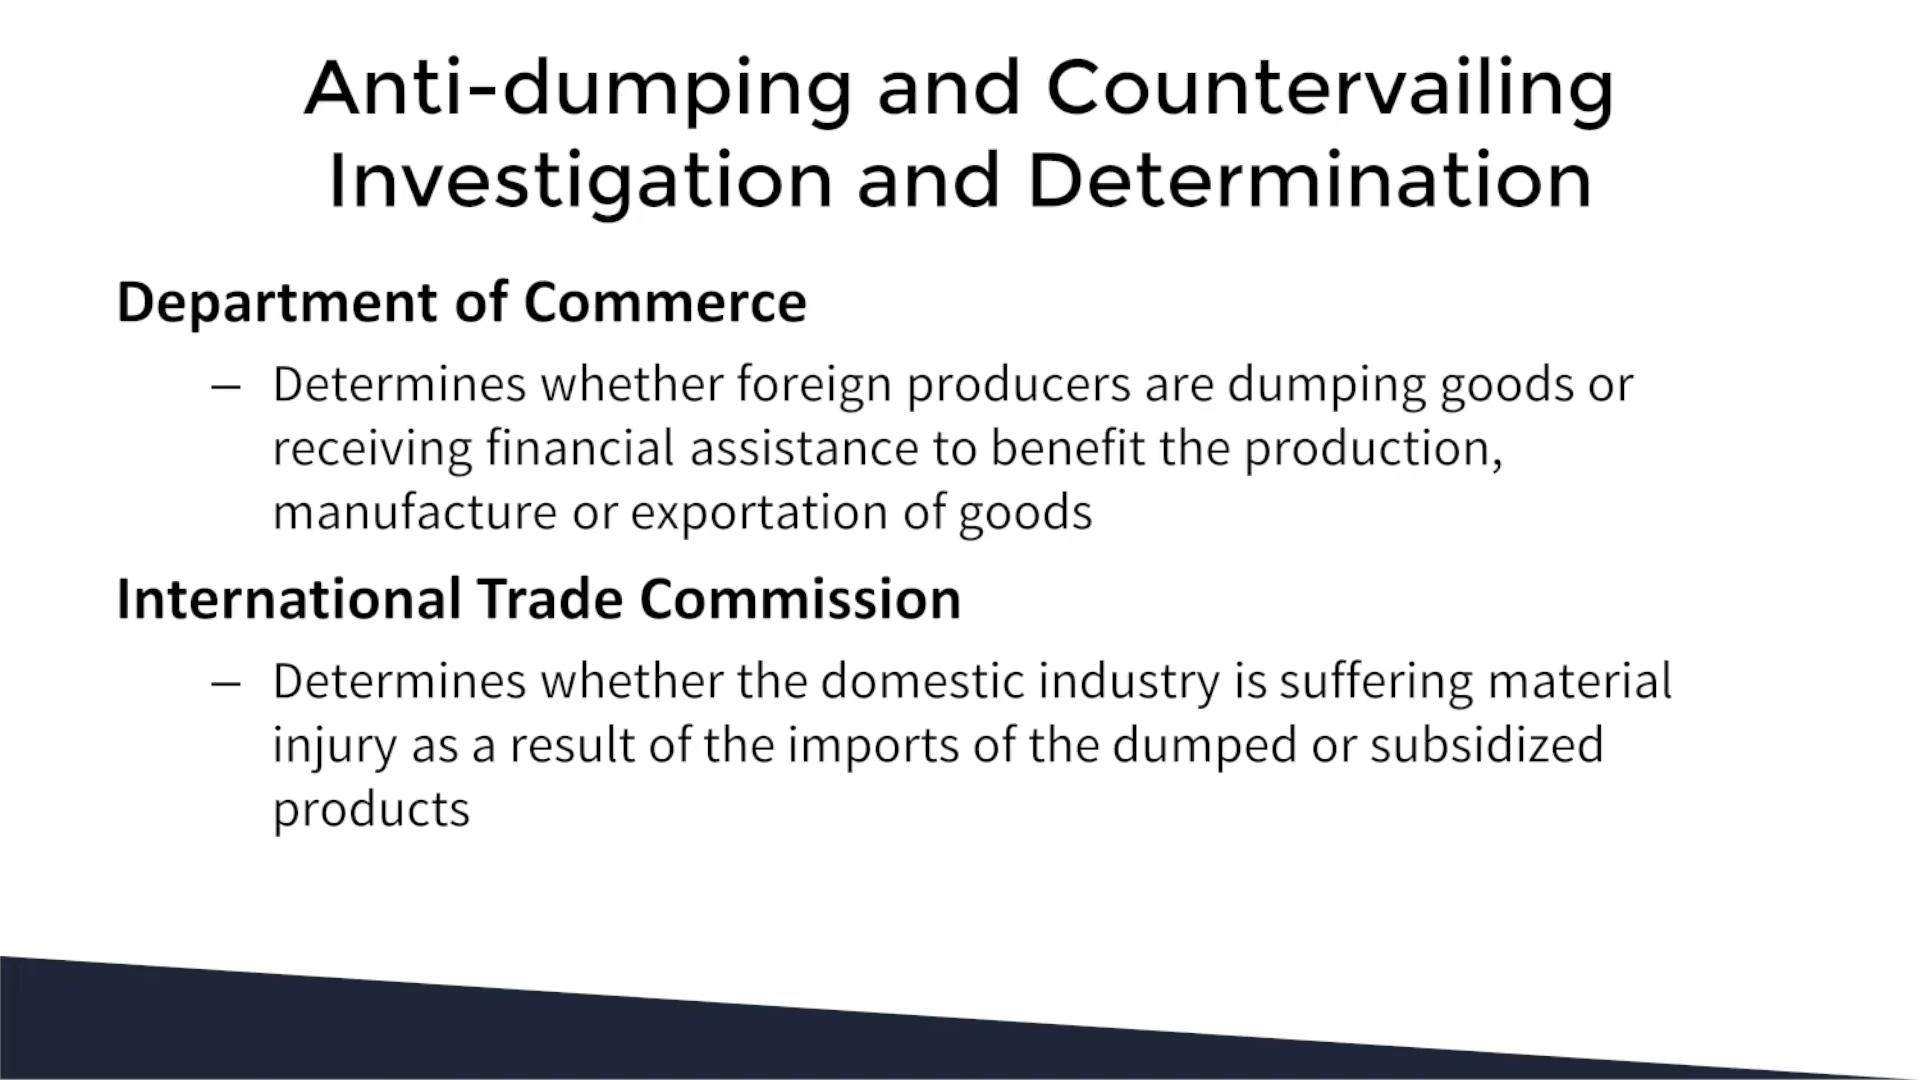 Anti-dumping and Countervailing
Investigation and Determination
Department of Commerce
– Determines whether foreign producers are dumping goods or
receiving financial assistance to benefit the production,
manufacture or exportation of goods
International Trade Commission
– Determines whether the domestic industry is suffering material
injury as a result of the imports of the dumped or subsidized
products